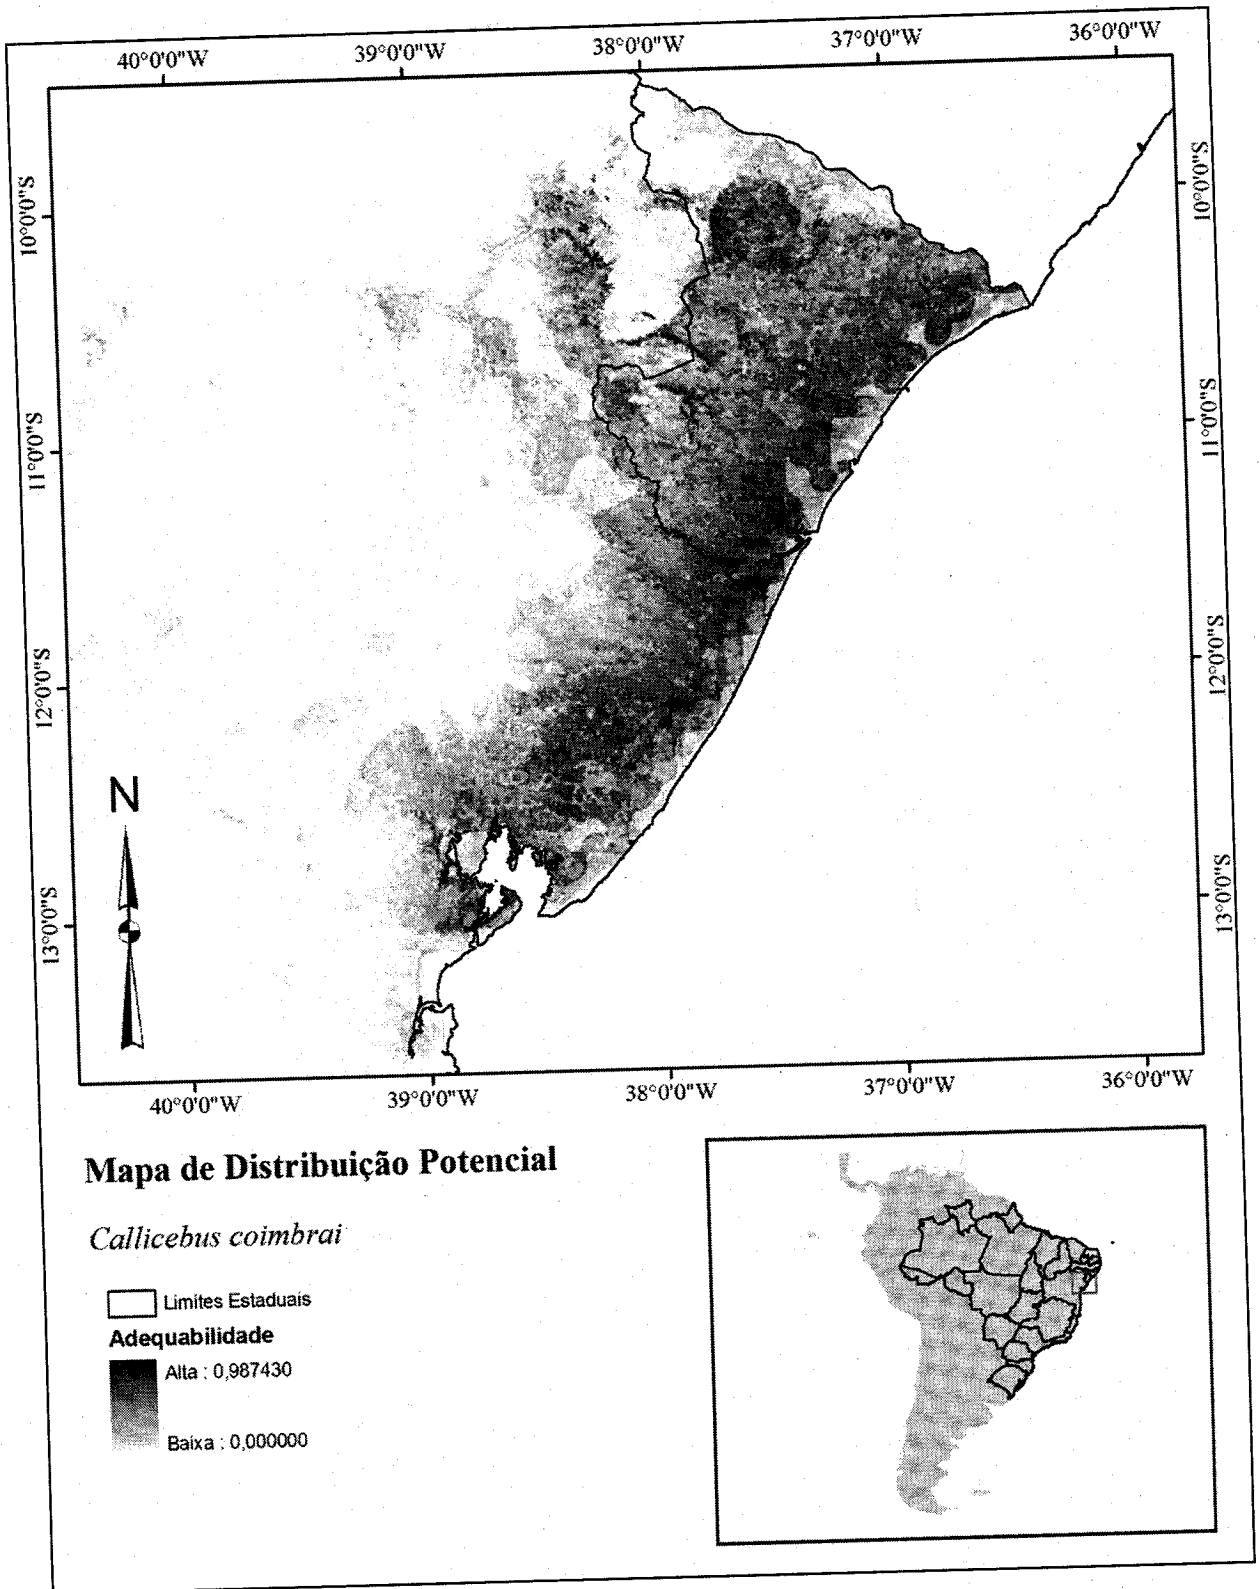 40°0'0"W 39°0'0"W 38°0'0"W 37°0'0"W 36°0'0"W
10°0'0"S
10°0'0"S
11°0'0"S
11°0'0"S
12°0'0"S
12°0'0"S
N
13°0'0"S
13°0'0"S
40°0'0"W 39°0'0"W 38°0'0"W 37°0'0"W 36°0'0"W
Mapa de Distribuição Potencial
Callicebus coimbrai
Limites Estaduais
Adequabilidade
Alta : 0,987430
Baixa : 0,000000